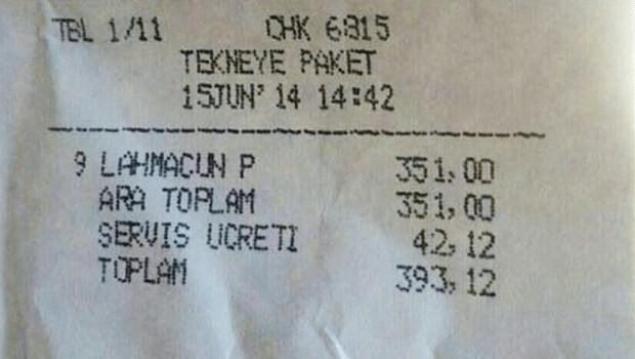 TBL 1/11 CHK 6815
TEKNEYE PAKET
15JUN'14 14:42
9 LAHMACUN P 351,00
ARA TOPLAM 351,00
SERVIS UCRETI 42,12
TOPLAM 393,12